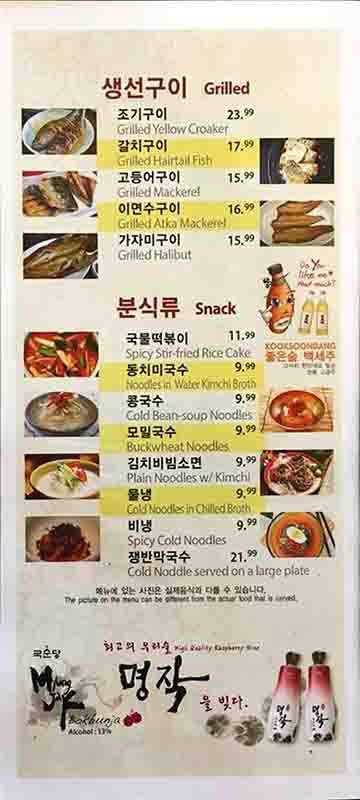 생선구이 Grilled
조기구이 23.99
Grilled Yellow Croaker
갈치구이 17.99
Grilled Hairtail Fish
고등어구이 15.99
Grilled Mackerel
이면수구이 16.99
Grilled Atka Mackerel
가자미구이 15.99
Grilled Halibut
Do You
like me
that much?
KOOKSOONDANG
좋은술 백세주
분식류 Snack
국물떡볶이 11.99
Spicy Stir-fried Rice Cake
동치미국수 9.99
Noodles in Water Kimchi Broth
콩국수 9.99
Cold Bean-soup Noodles
모밀국수 9.99
Buckwheat Noodles
김치비빔소면 9.99
Plain Noodles w/ Kimchi
물냉 9.99
Cold Noodles in Chilled Broth
비냉 9.99
Spicy Cold Noodles
쟁반막국수 21.99
Cold Noddle served on a large plate
메뉴에 있는 사진은 실제음식과 다를 수 있습니다.
The picture on the menu can be different from the actual food that is served.
국순당
최고의 우리술 High Quality Raspberry Wine
Myung Jak
명작
을 빚다.
Bokbunja
Alcohol : 13%
명작
명작